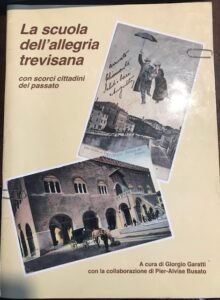 La scuola
dell'allegria
trevisana
con scorci cittadini
del passato
A cura di Giorgio Garatti
con la collaborazione di Pier-Alvise Busato